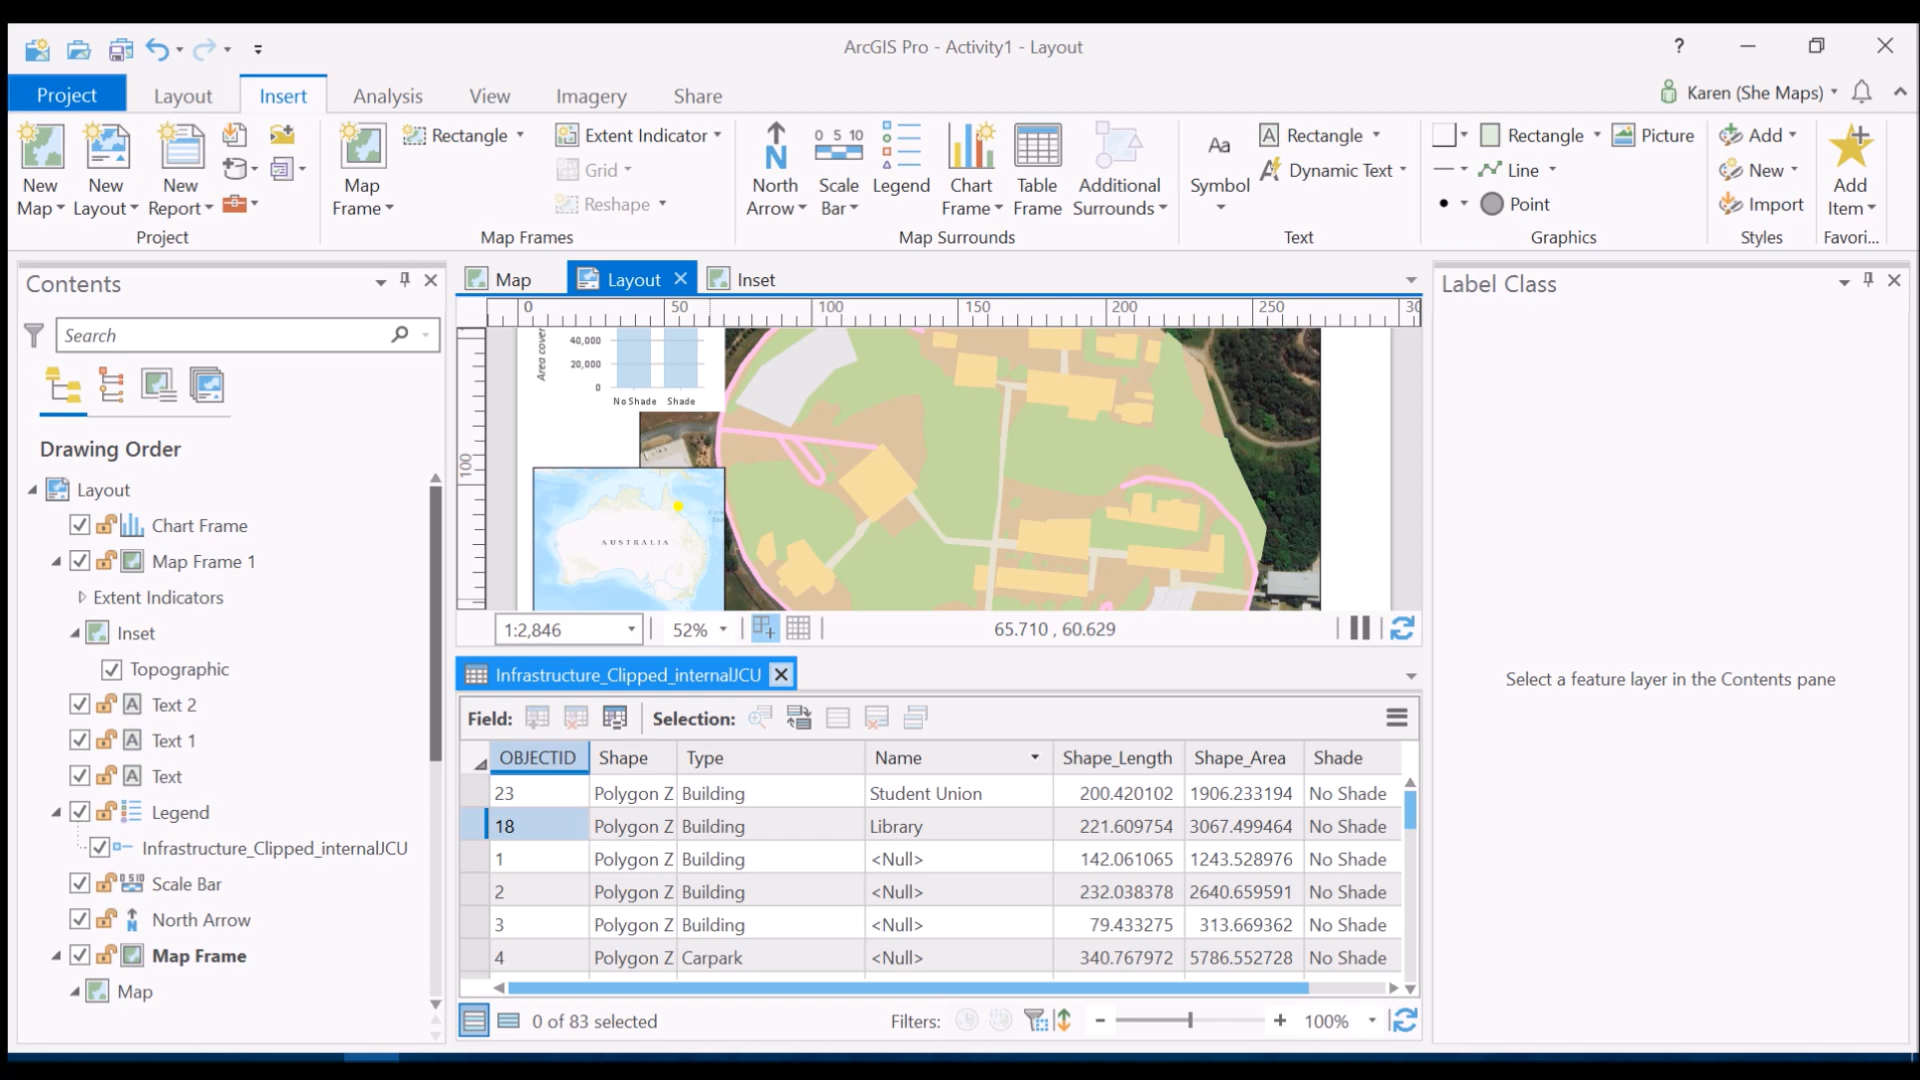 ArcGIS Pro - Activity1 - Layout
?
Project
Layout
Insert
Analysis
View
Imagery
Share
Karen (She Maps)
New
Map
New
Layout
New
Report
Project
Map
Frame
Rectangle
Extent Indicator
Grid
Reshape
Map Frames
N
North
Arrow
0 5 10
Scale
Bar
Legend
Chart
Frame
Table
Frame
Additional
Surrounds
Map Surrounds
Aa
Symbol
A Rectangle
A Dynamic Text
Text
Rectangle
Picture
Line
Point
Graphics
Add
New
Import
Styles
Add
Item
Favori...
Contents
Search
Drawing Order
Layout
Chart Frame
Map Frame 1
Extent Indicators
Inset
Topographic
A Text 2
A Text 1
A Text
Legend
Infrastructure_Clipped_internalJCU
Scale Bar
N North Arrow
Map Frame
Map
Map
Layout
Inset
0 50 100 150 200 250 30
100
Area cover
40,000
20,000
0
No Shade Shade
AUSTRALIA
1:2,846
52%
65.710 , 60.629
Infrastructure_Clipped_internalJCU
Field:
Selection:
OBJECTID Shape Type Name Shape_Length Shape_Area Shade
23 Polygon Z Building Student Union 200.420102 1906.233194 No Shade
18 Polygon Z Building Library 221.609754 3067.499464 No Shade
1 Polygon Z Building <Null> 142.061065 1243.528976 No Shade
2 Polygon Z Building <Null> 232.038378 2640.659591 No Shade
3 Polygon Z Building <Null> 79.433275 313.669362 No Shade
4 Polygon Z Carpark <Null> 340.767972 5786.552728 No Shade
0 of 83 selected
Filters:
- + 100%
Label Class
Select a feature layer in the Contents pane